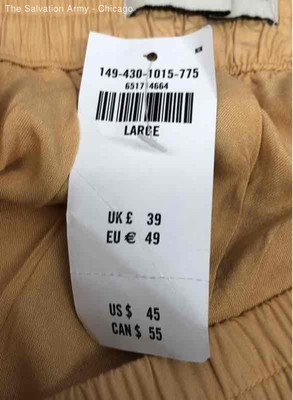 The Salvation Army - Chicago
149-430-1015-775
LARGE
UK £ 39
EU € 49
US $ 45
CAN $ 55